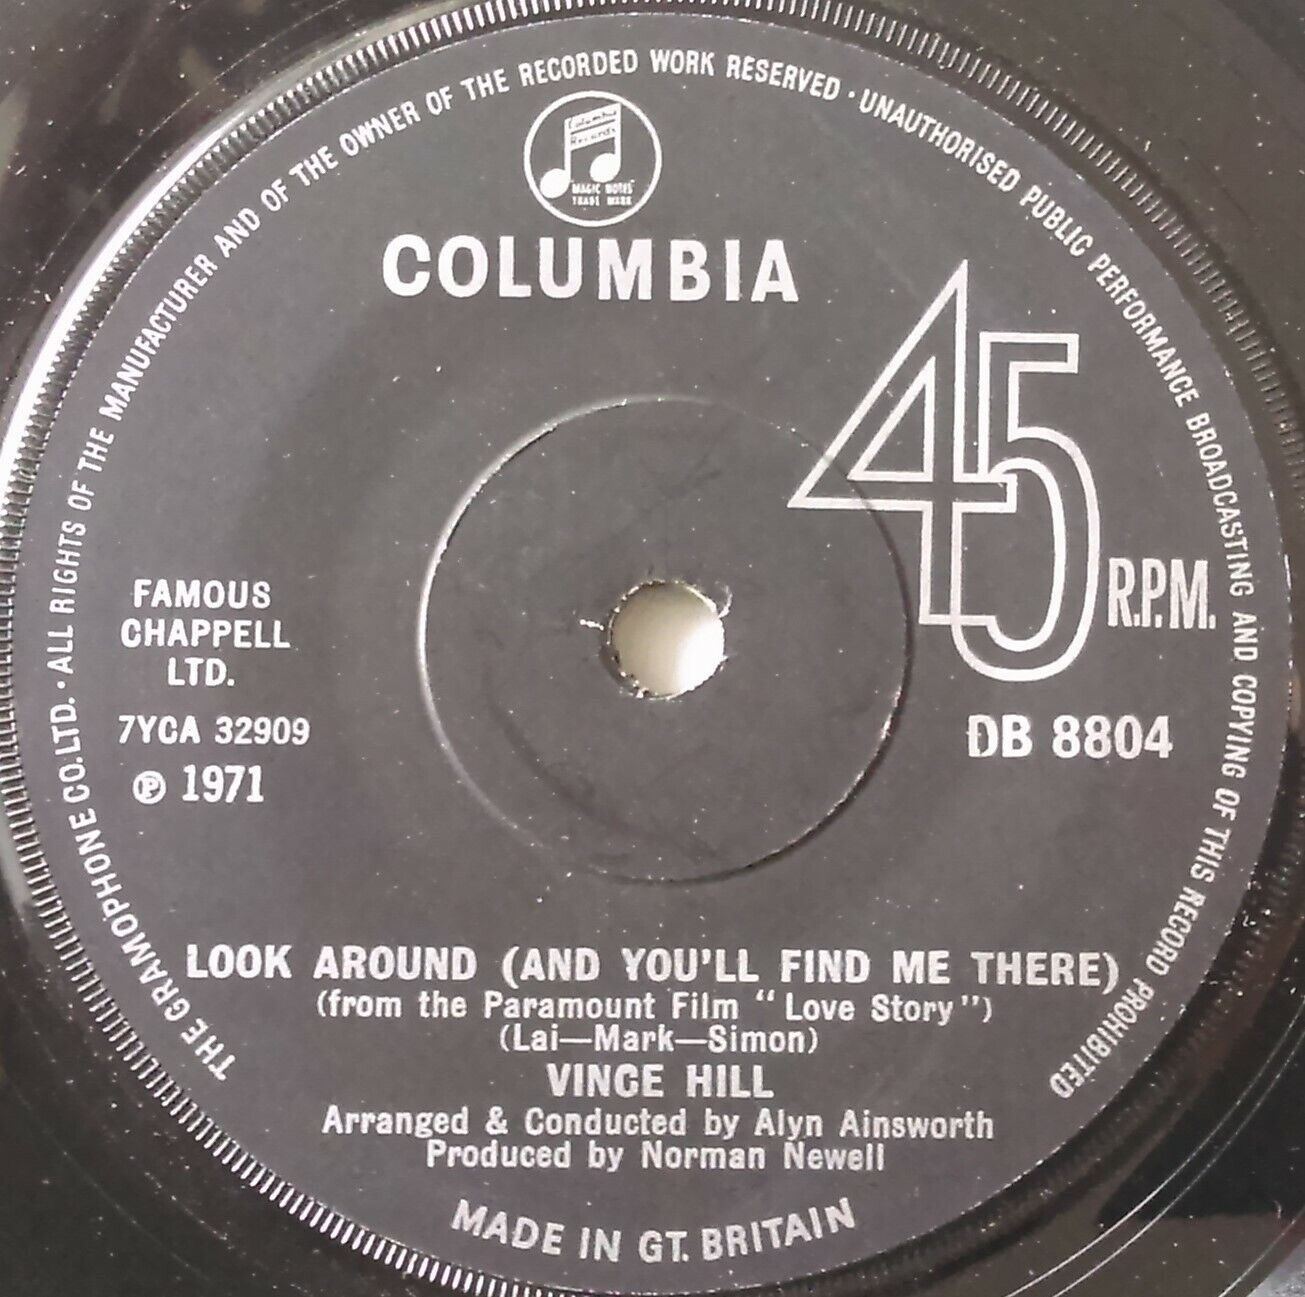 THE GRAMOPHONE CO. LTD. · ALL RIGHTS OF THE MANUFACTURER AND OF THE OWNER OF THE RECORDED WORK RESERVED · UNAUTHORISED PUBLIC PERFORMANCE BROADCASTING AND COPYING OF THIS RECORD PROHIBITED
Columbia
Records
"MAGIC NOTES"
TRADE MARK
COLUMBIA
45 R.P.M.
FAMOUS
CHAPPELL
LTD.
7YCA 32909
℗ 1971
DB 8804
LOOK AROUND (AND YOU'LL FIND ME THERE)
(from the Paramount Film "Love Story")
(Lai—Mark—Simon)
VINCE HILL
Arranged & Conducted by Alyn Ainsworth
Produced by Norman Newell
MADE IN GT. BRITAIN